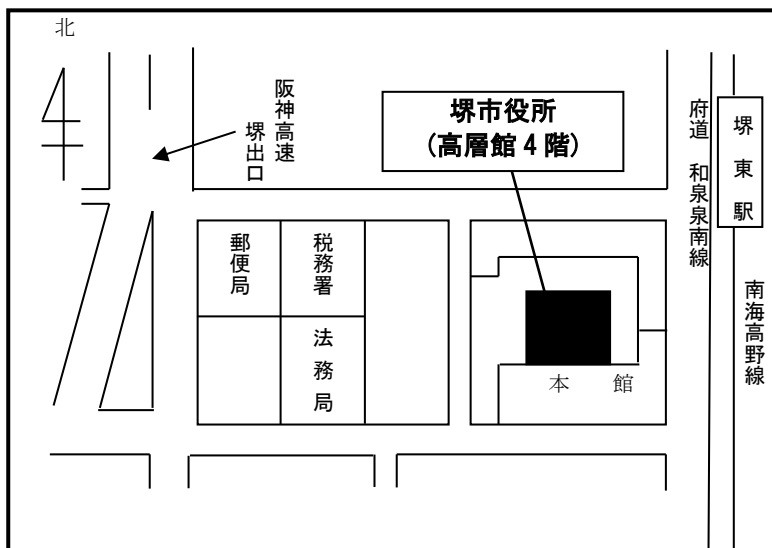 北
阪神高速
堺出口
堺市役所
(高層館 4 階)
府道 和泉泉南線
堺東駅
南海高野線
郵便局
税務署
法務局
本 館